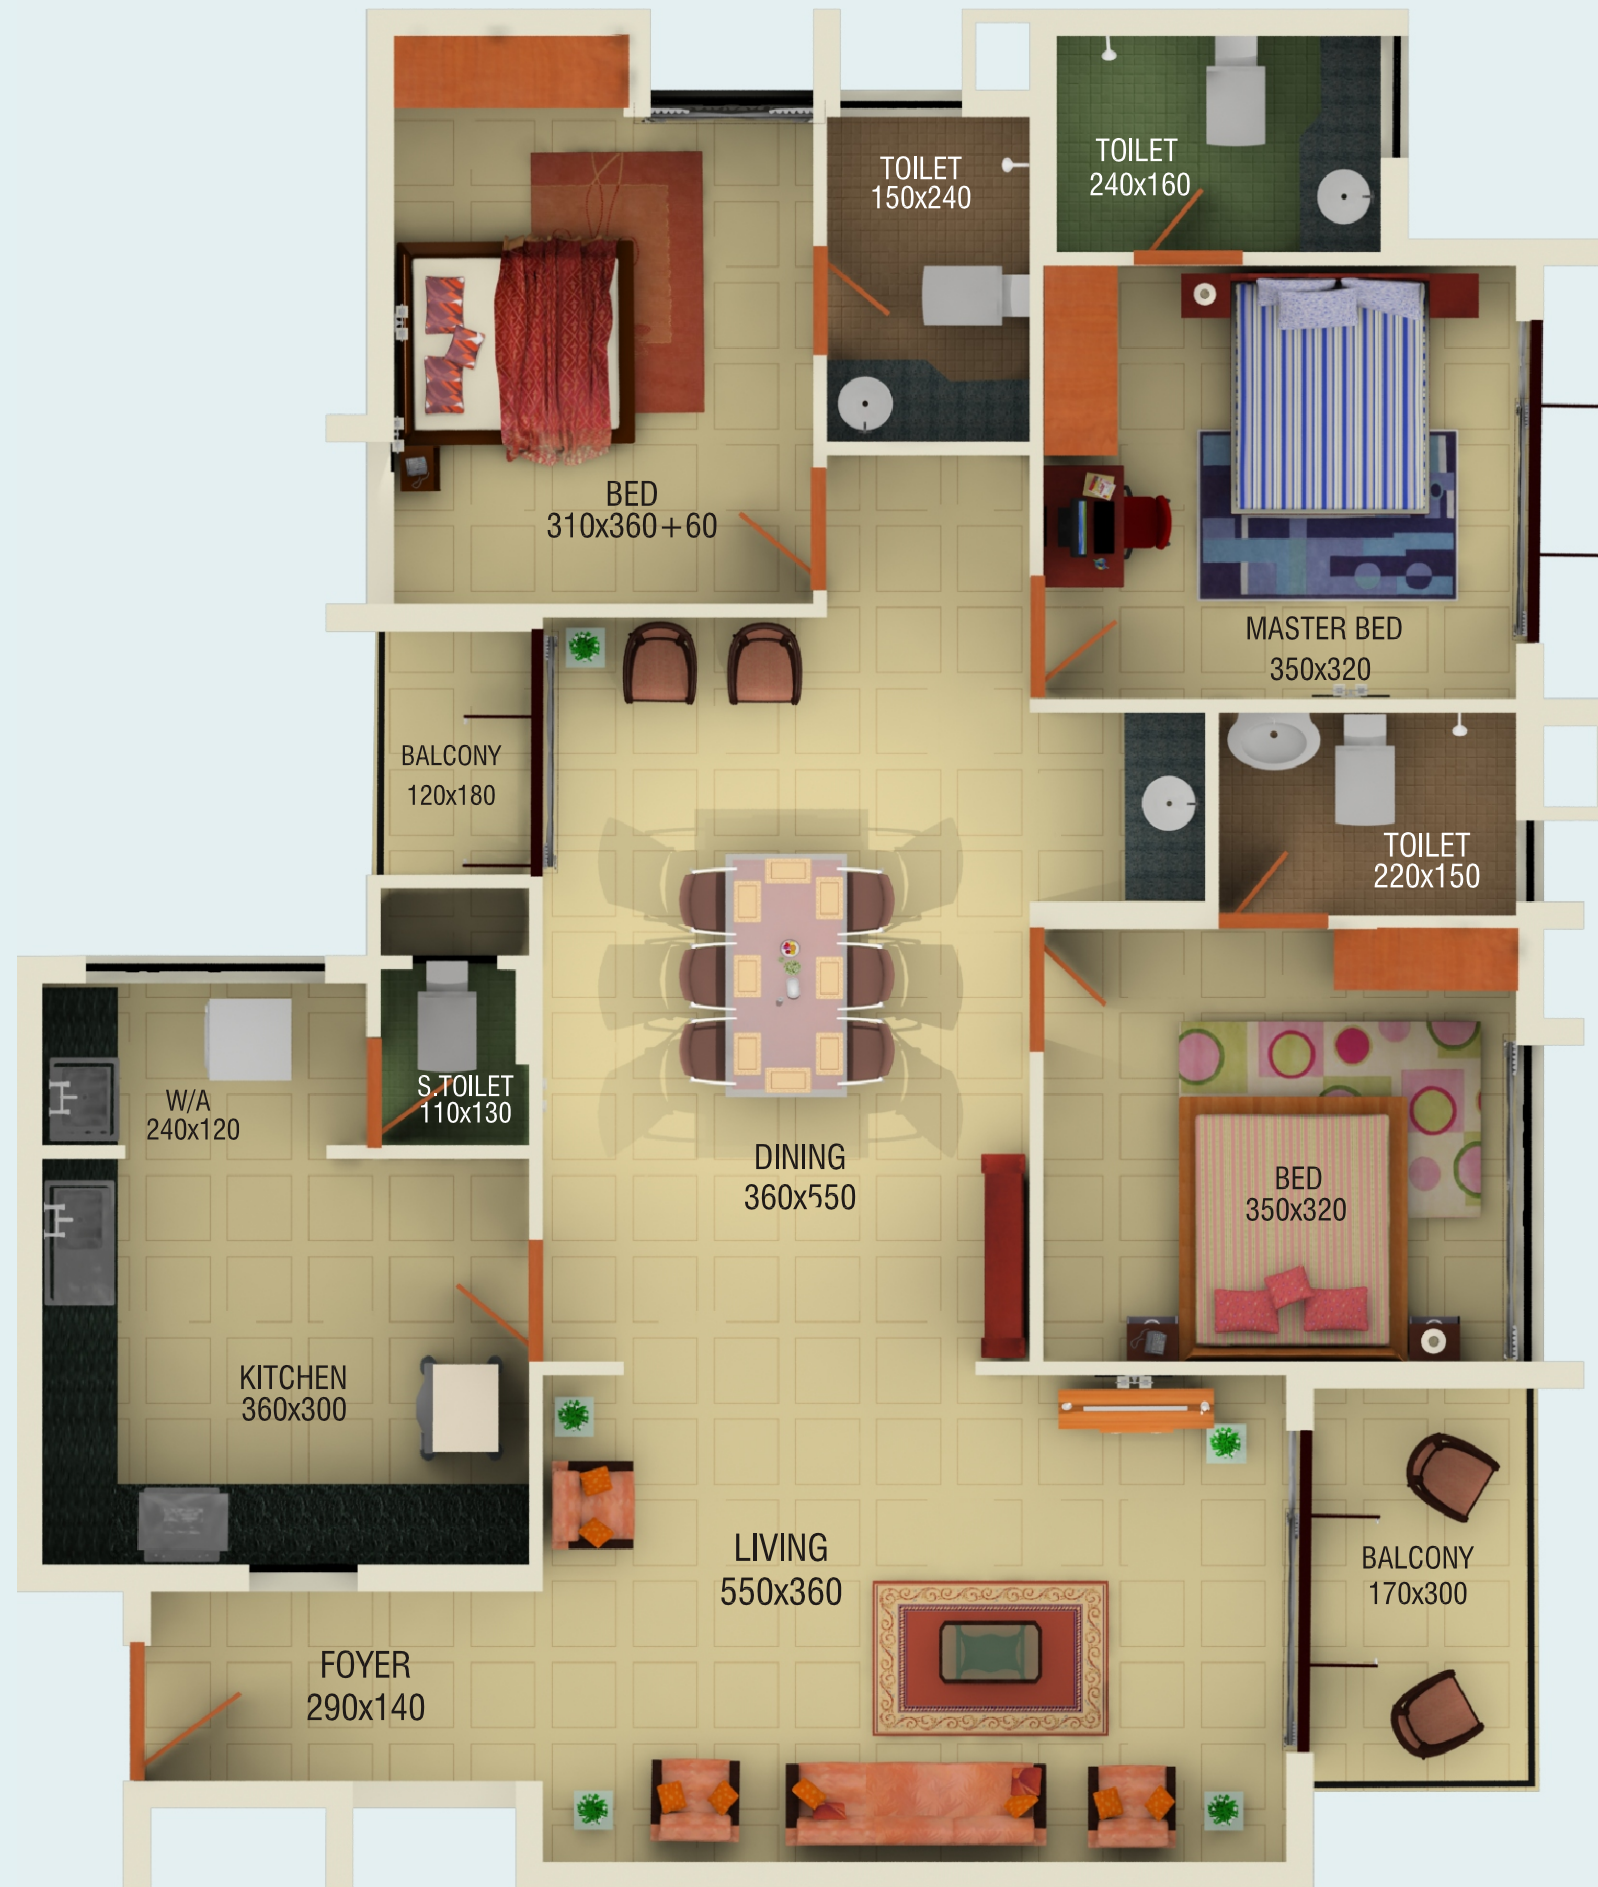 TOILET
150x240
TOILET
240x160
BED
310x360+60
MASTER BED
350x320
BALCONY
120x180
TOILET
220x150
W/A
240x120
S.TOILET
110x130
DINING
360x550
BED
350x320
KITCHEN
360x300
LIVING
550x360
BALCONY
170x300
FOYER
290x140